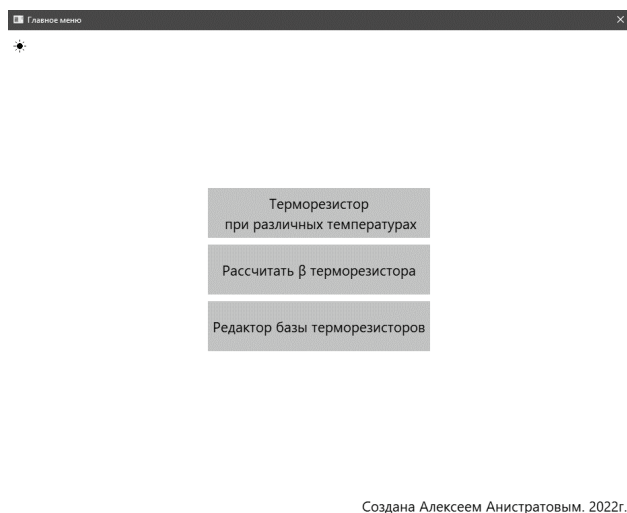 Главное меню
Терморезистор
при различных температурах
Рассчитать β терморезистора
Редактор базы терморезисторов
Создана Алексеем Анистратовым. 2022г.